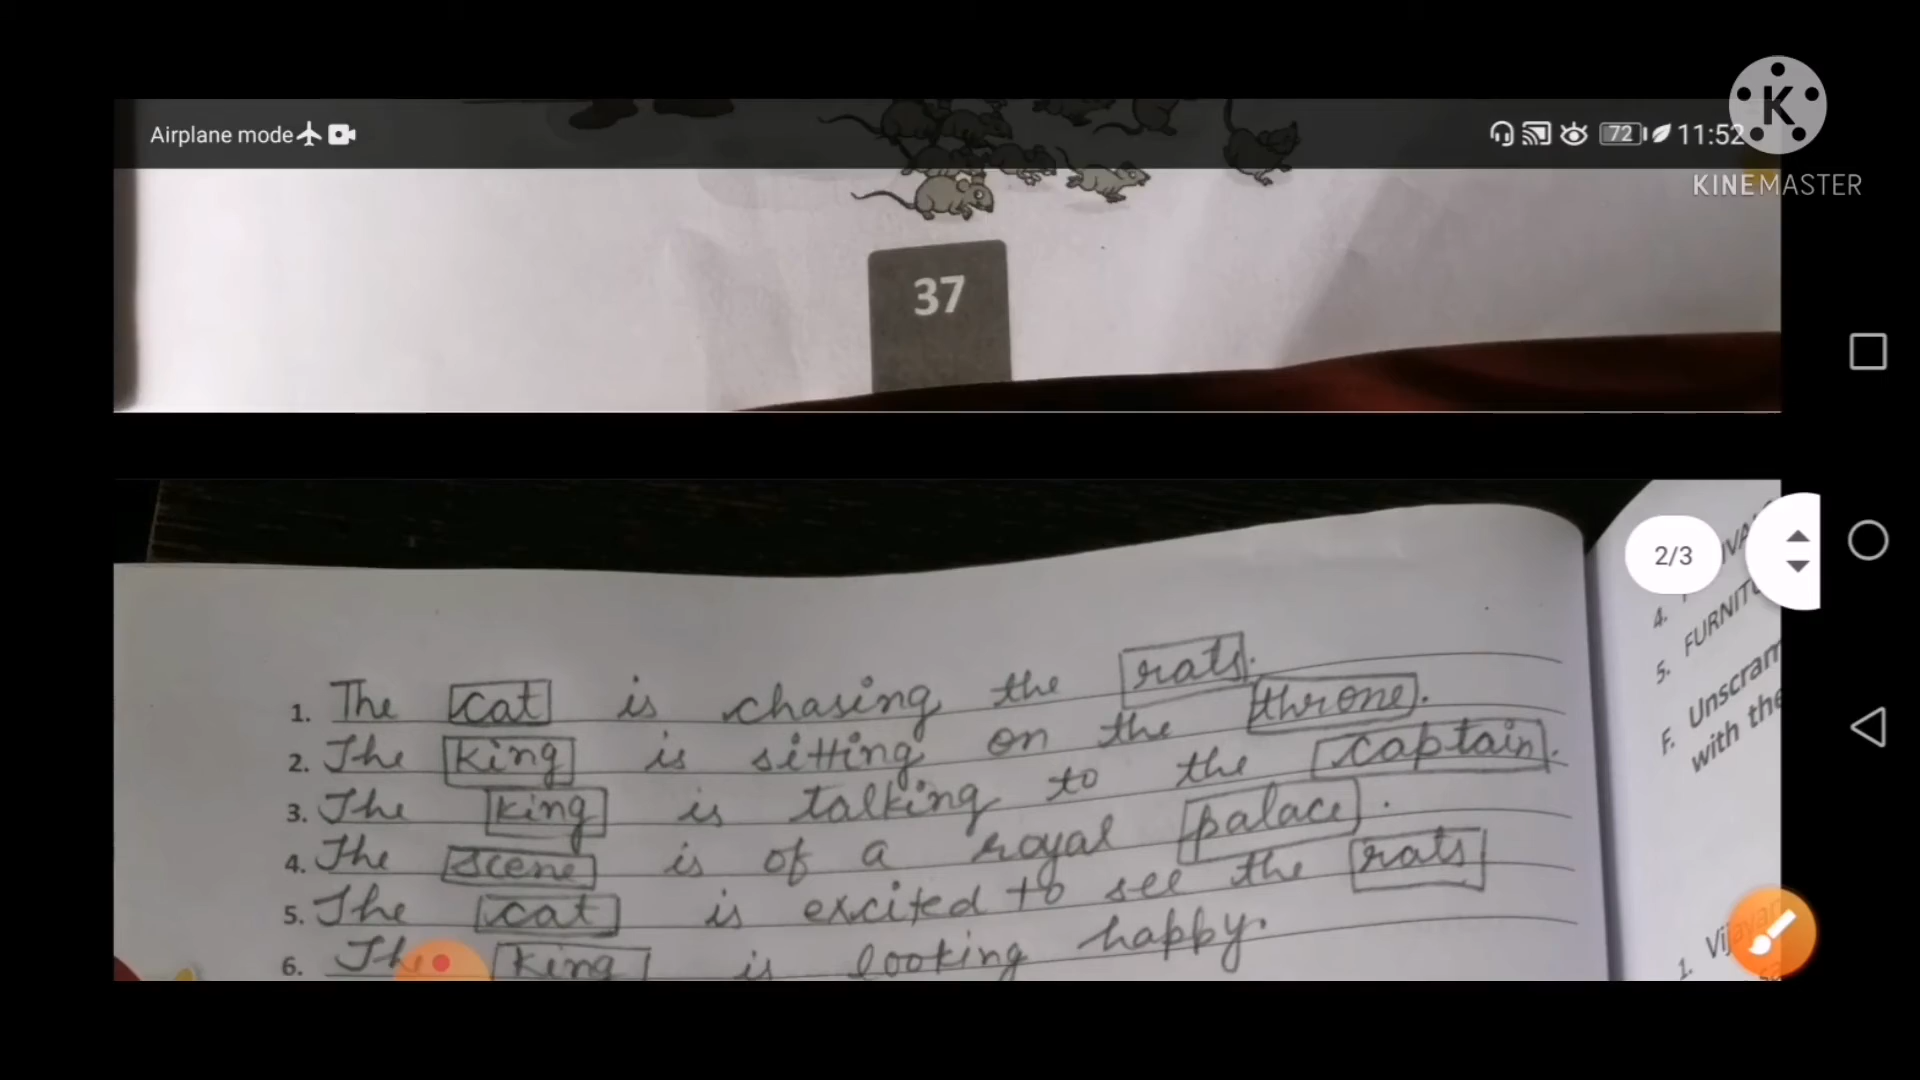 Airplane mode 72 11:52
KINEMASTER
37
2/3
4.
5. FURNIT
F. Unscram
with the
1. The cat is chasing the rats.
2. The king is sitting on the throne.
3. The king is talking to the captain.
4. The scene is of a royal palace.
5. The cat is excited to see the rats
6. The king is looking happy.
1.